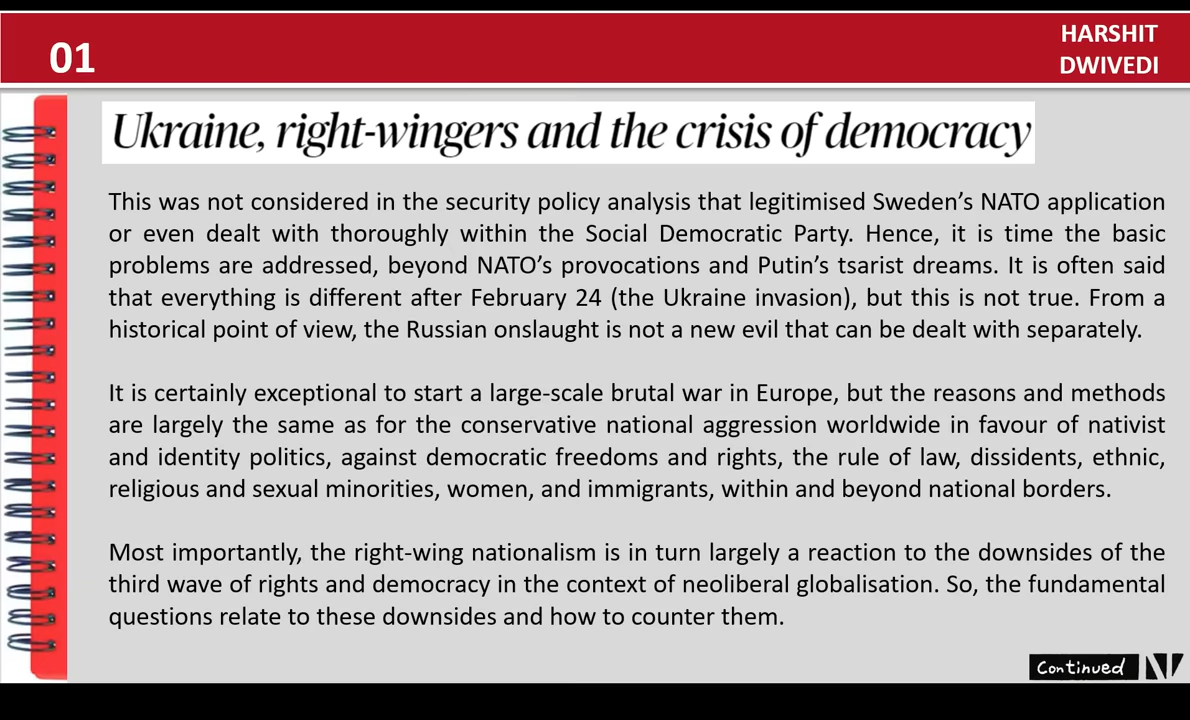 01
HARSHIT
DWIVEDI
Ukraine, right-wingers and the crisis of democracy
This was not considered in the security policy analysis that legitimised Sweden’s NATO application
or even dealt with thoroughly within the Social Democratic Party. Hence, it is time the basic
problems are addressed, beyond NATO’s provocations and Putin’s tsarist dreams. It is often said
that everything is different after February 24 (the Ukraine invasion), but this is not true. From a
historical point of view, the Russian onslaught is not a new evil that can be dealt with separately.
It is certainly exceptional to start a large-scale brutal war in Europe, but the reasons and methods
are largely the same as for the conservative national aggression worldwide in favour of nativist
and identity politics, against democratic freedoms and rights, the rule of law, dissidents, ethnic,
religious and sexual minorities, women, and immigrants, within and beyond national borders.
Most importantly, the right-wing nationalism is in turn largely a reaction to the downsides of the
third wave of rights and democracy in the context of neoliberal globalisation. So, the fundamental
questions relate to these downsides and how to counter them.
Continued